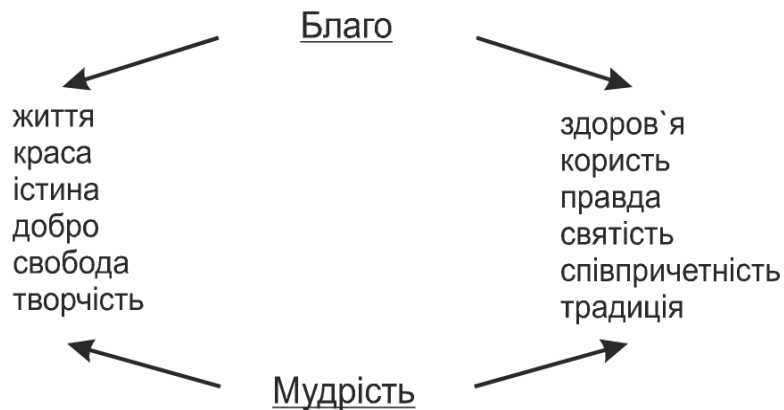 Благо
життя
краса
істина
добро
свобода
творчість
здоров`я
користь
правда
святість
співпричетність
традиція
Мудрість